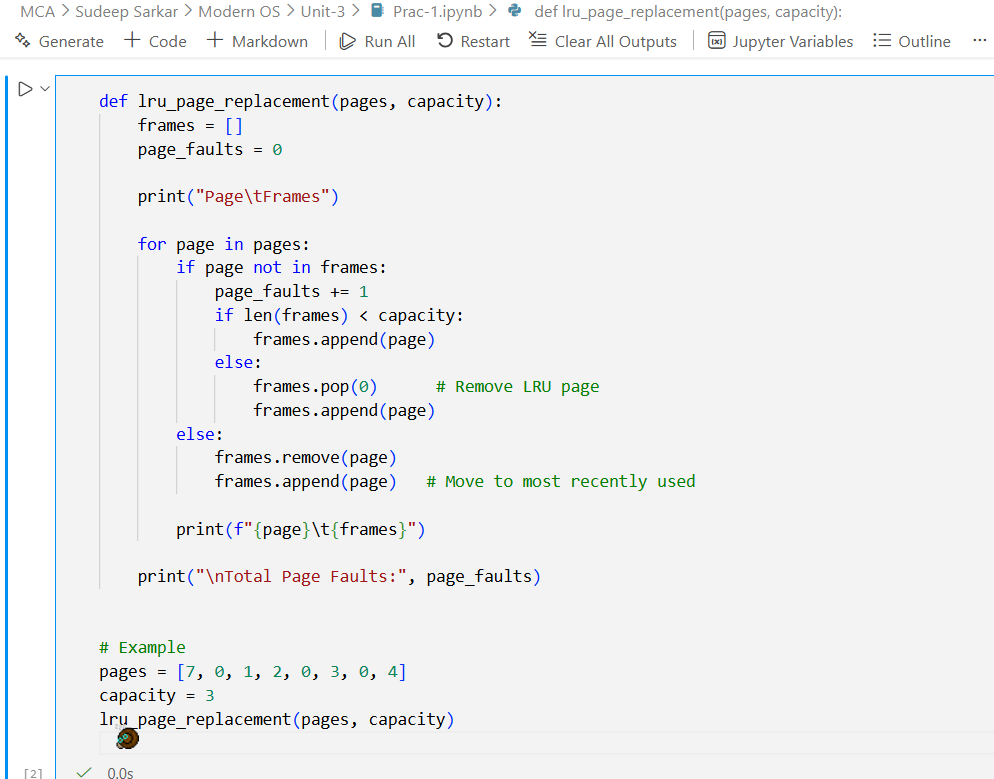 MCA > Sudeep Sarkar > Modern OS > Unit-3 > Prac-1.ipynb > def lru_page_replacement(pages, capacity):
Generate + Code + Markdown | Run All Restart Clear All Outputs | Jupyter Variables Outline ...
def lru_page_replacement(pages, capacity):
    frames = []
    page_faults = 0

    print("Page\tFrames")

    for page in pages:
        if page not in frames:
            page_faults += 1
            if len(frames) < capacity:
                frames.append(page)
            else:
                frames.pop(0)      # Remove LRU page
                frames.append(page)
        else:
            frames.remove(page)
            frames.append(page)   # Move to most recently used

        print(f"{page}\t{frames}")

    print("\nTotal Page Faults:", page_faults)


# Example
pages = [7, 0, 1, 2, 0, 3, 0, 4]
capacity = 3
lru_page_replacement(pages, capacity)
[2] ✓ 0.0s